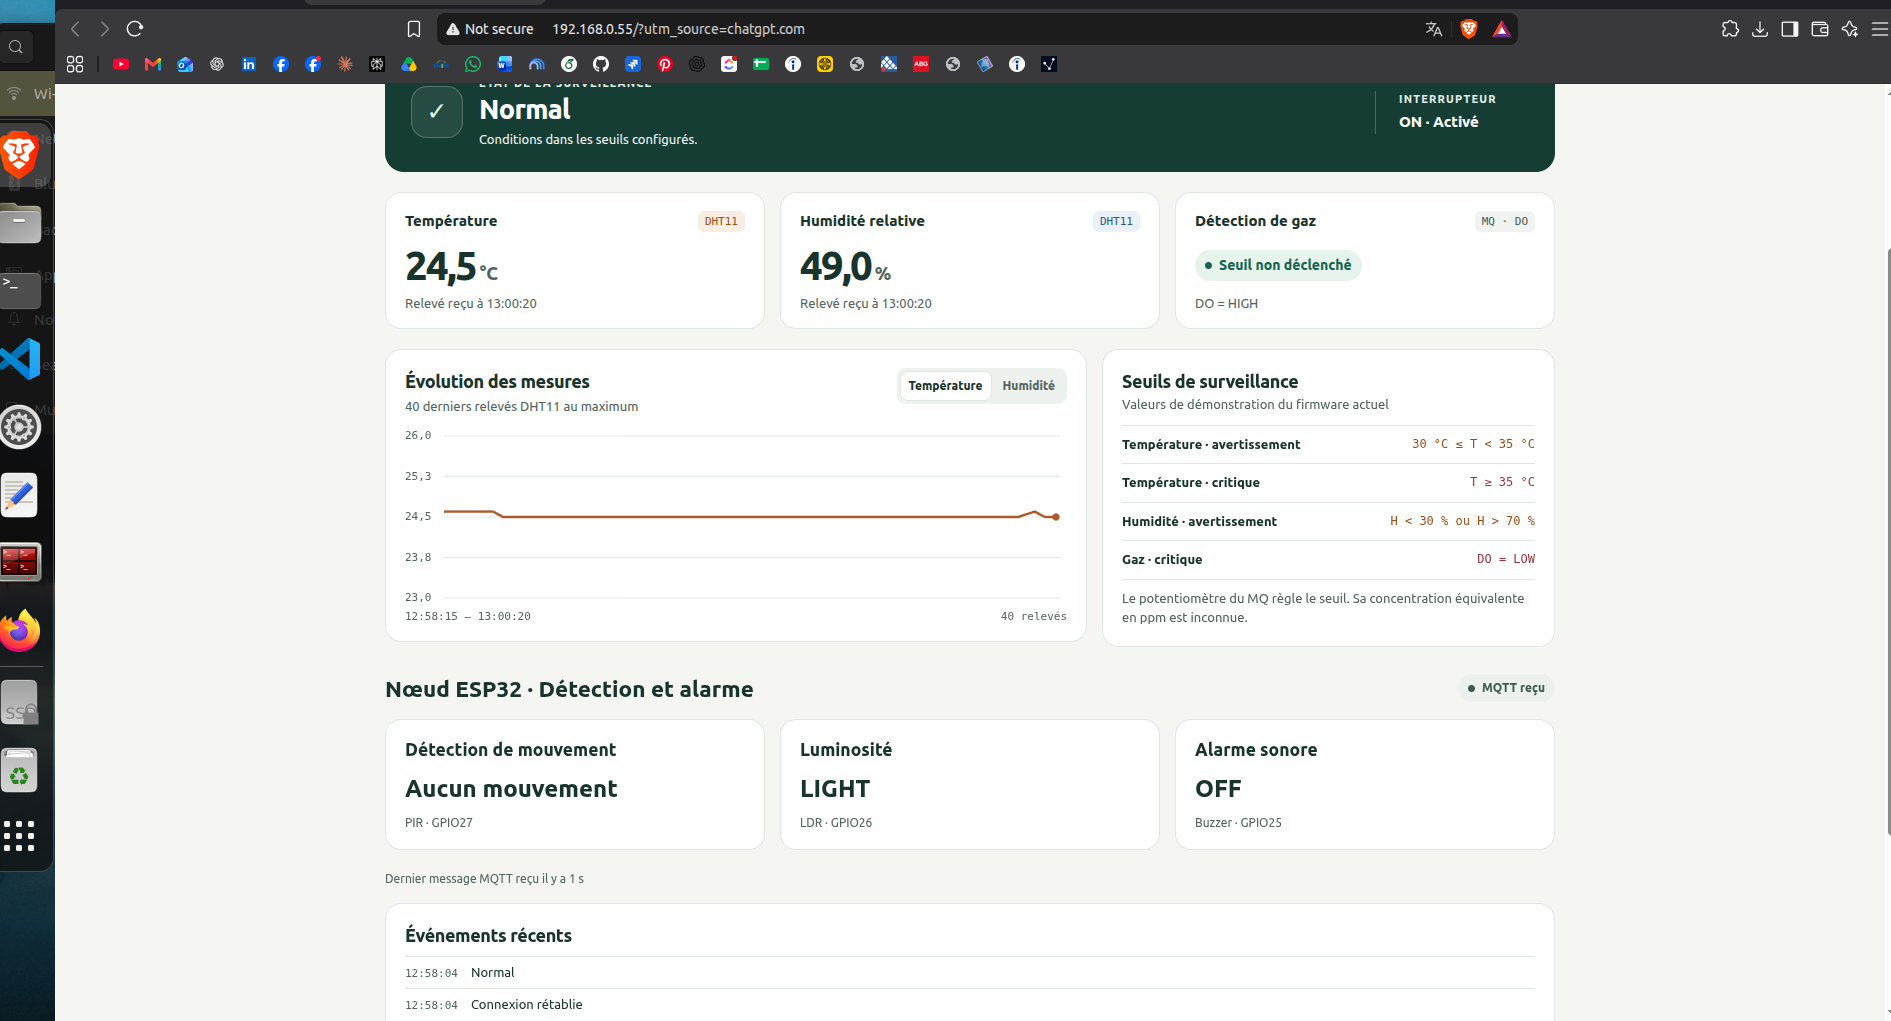 Not secure 192.168.0.55/?utm_source=chatgpt.com
ÉTAT DE LA SURVEILLANCE
✓ Normal
Conditions dans les seuils configurés.
INTERRUPTEUR
ON · Activé
Température DHT11
24,5 °C
Relevé reçu à 13:00:20
Humidité relative DHT11
49,0 %
Relevé reçu à 13:00:20
Détection de gaz MQ · DO
Seuil non déclenché
DO = HIGH
Évolution des mesures
40 derniers relevés DHT11 au maximum
Température Humidité
26,0
25,3
24,5
23,8
23,0
12:58:15 — 13:00:20 40 relevés
Seuils de surveillance
Valeurs de démonstration du firmware actuel
Température · avertissement 30 °C ≤ T < 35 °C
Température · critique T ≥ 35 °C
Humidité · avertissement H < 30 % ou H > 70 %
Gaz · critique DO = LOW
Le potentiomètre du MQ règle le seuil. Sa concentration équivalente
en ppm est inconnue.
Nœud ESP32 · Détection et alarme
MQTT reçu
Détection de mouvement
Aucun mouvement
PIR · GPIO27
Luminosité
LIGHT
LDR · GPIO26
Alarme sonore
OFF
Buzzer · GPIO25
Dernier message MQTT reçu il y a 1 s
Événements récents
12:58:04 Normal
12:58:04 Connexion rétablie